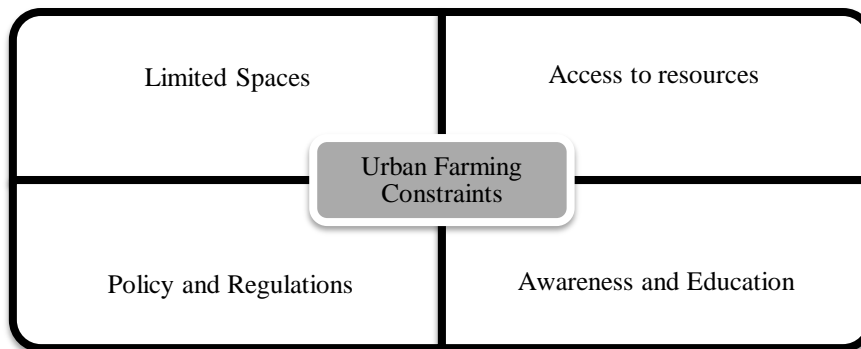 Limited Spaces
Access to resources
Urban Farming
Constraints
Policy and Regulations
Awareness and Education